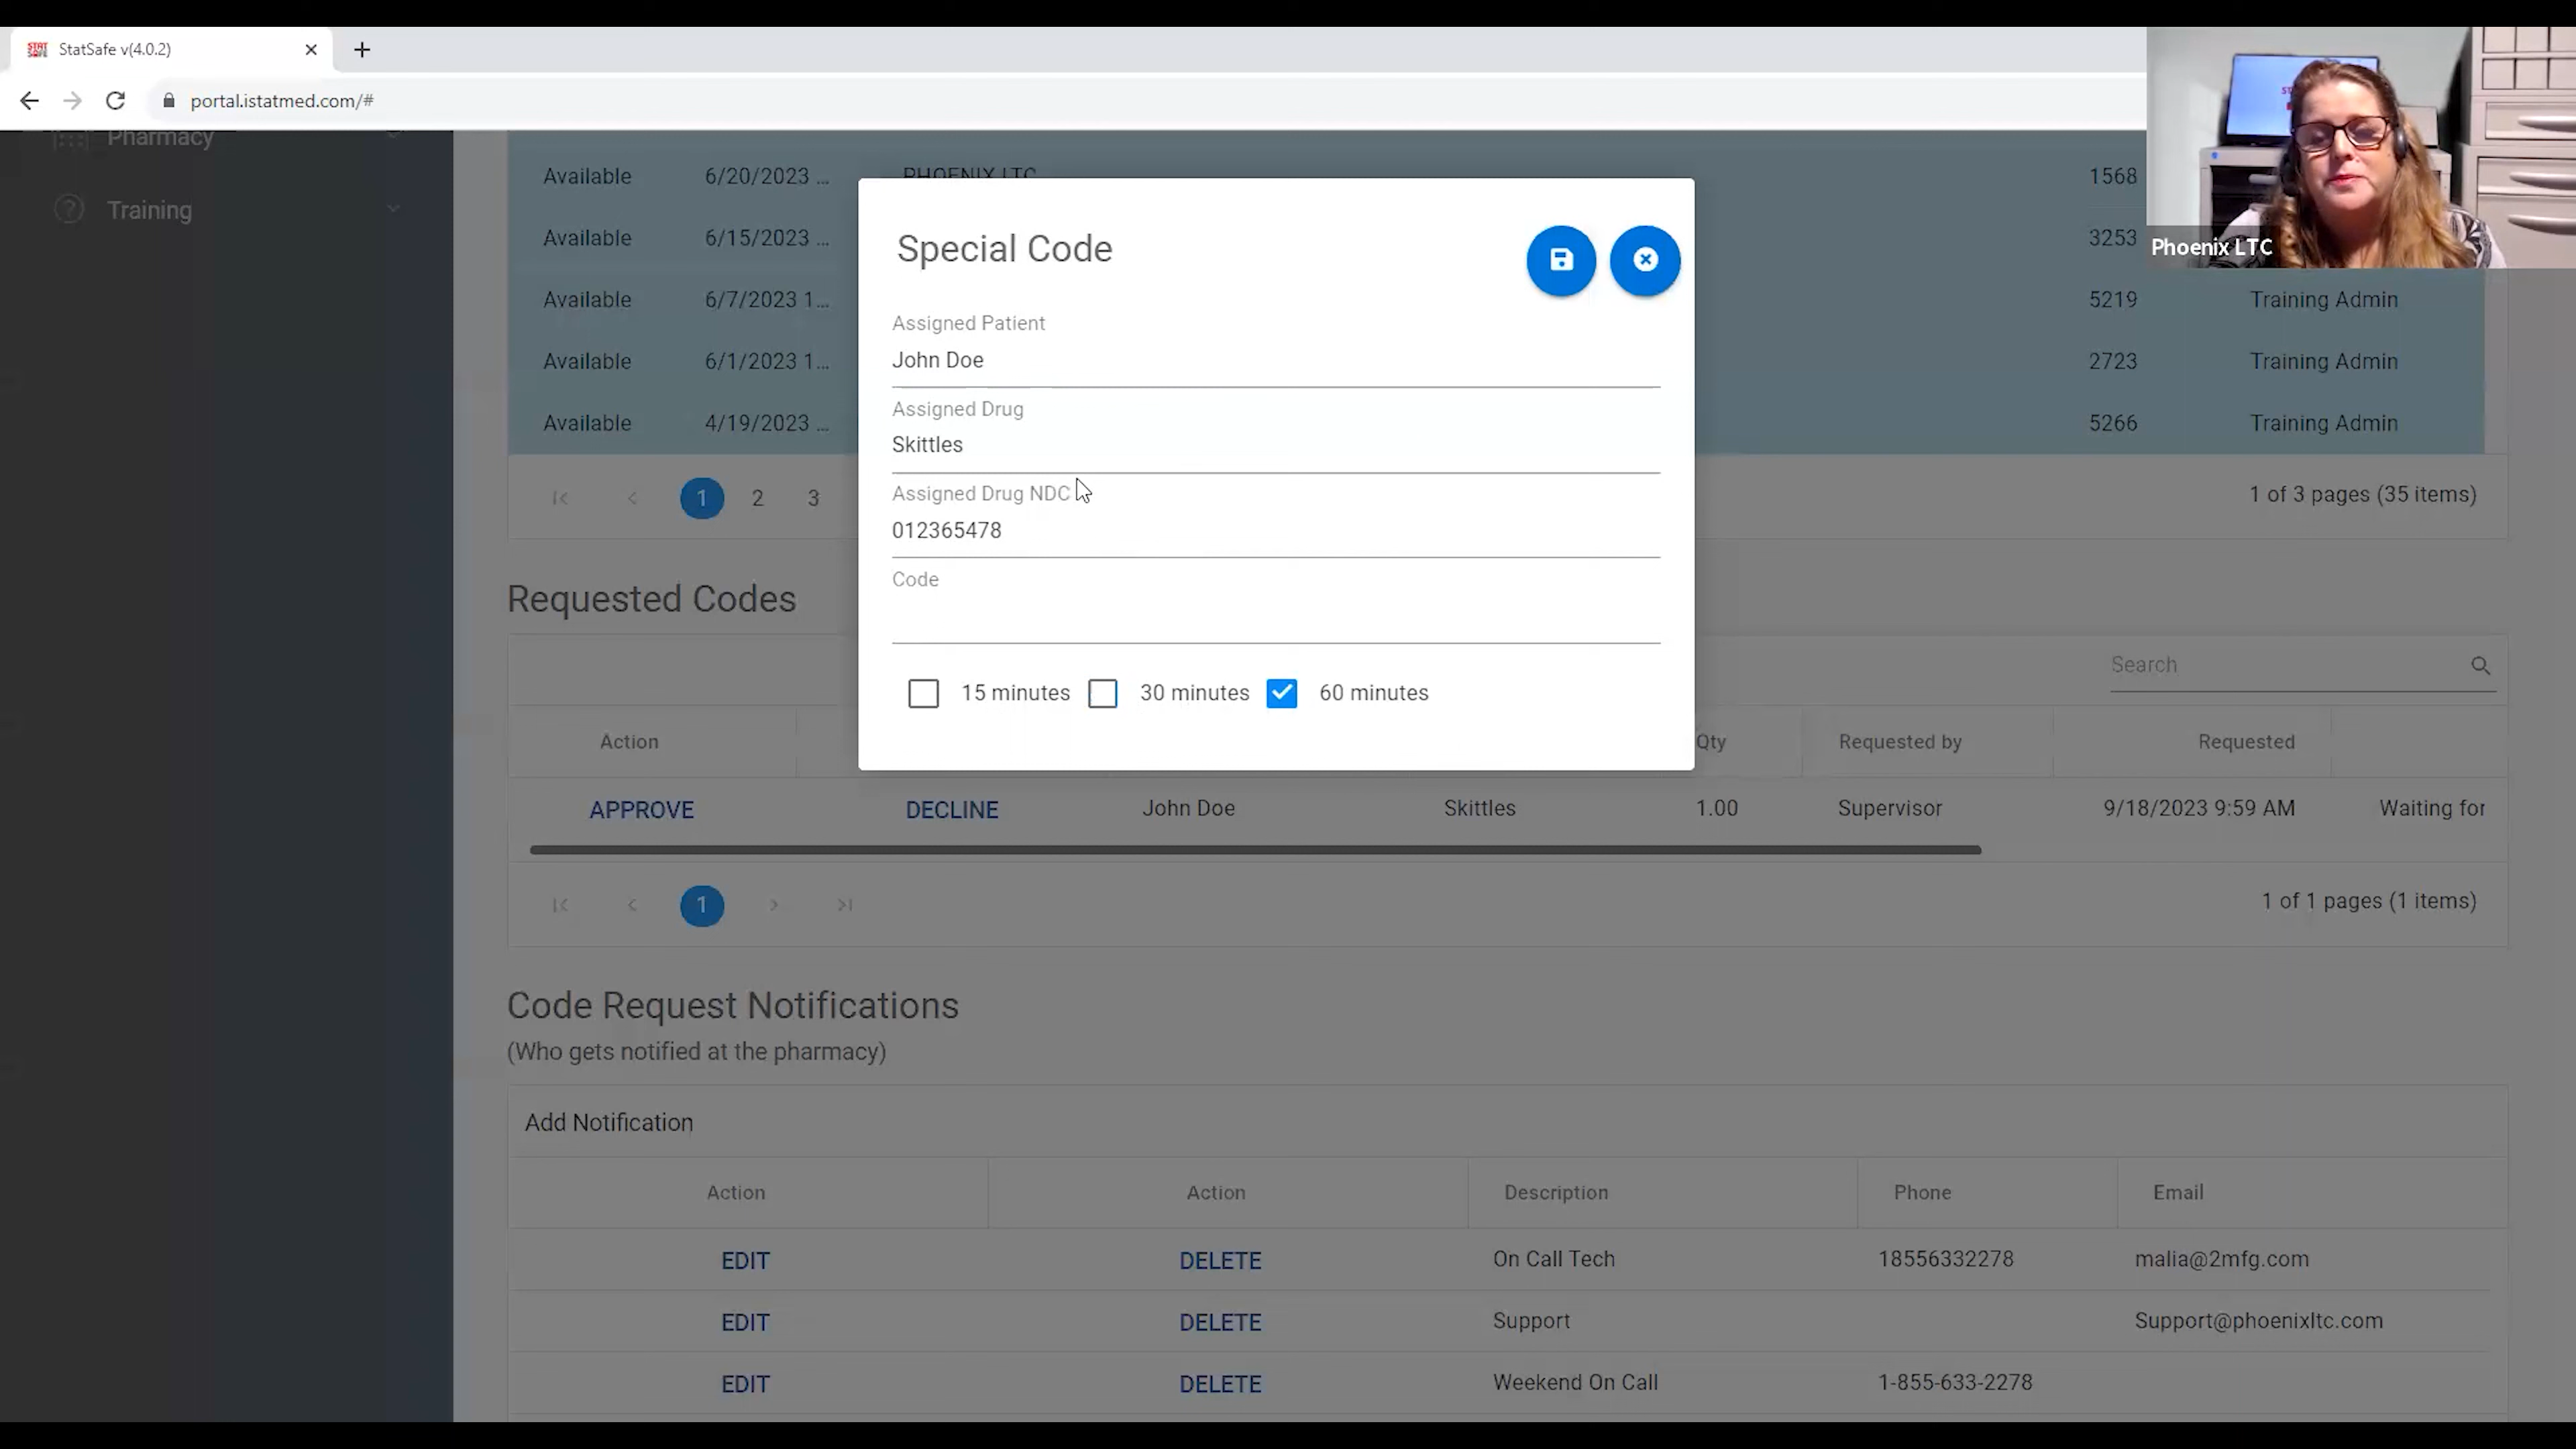 StatSafe v(4.0.2)
portal.istatmed.com/#
Pharmacy
Training
Available 6/20/2023 ... PHOENIX LTC 1568
Available 6/15/2023 ... 3253
Available 6/7/2023 1... 5219 Training Admin
Available 6/1/2023 1... 2723 Training Admin
Available 4/19/2023 ... 5266 Training Admin
1 2 3 1 of 3 pages (35 items)
Phoenix LTC
Special Code
Assigned Patient
John Doe
Assigned Drug
Skittles
Assigned Drug NDC
012365478
Code
15 minutes 30 minutes 60 minutes
Requested Codes
Search
Action Qty Requested by Requested
APPROVE DECLINE John Doe Skittles 1.00 Supervisor 9/18/2023 9:59 AM Waiting for
1 1 of 1 pages (1 items)
Code Request Notifications
(Who gets notified at the pharmacy)
Add Notification
Action Action Description Phone Email
EDIT DELETE On Call Tech 18556332278 malia@2mfg.com
EDIT DELETE Support Support@phoenixltc.com
EDIT DELETE Weekend On Call 1-855-633-2278